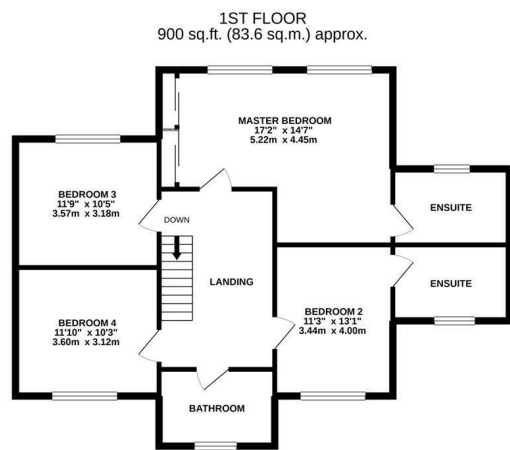 1ST FLOOR
900 sq.ft. (83.6 sq.m.) approx.
MASTER BEDROOM
17'2" x 14'7"
5.22m x 4.45m
BEDROOM 3
11'9" x 10'5"
3.57m x 3.18m
ENSUITE
DOWN
LANDING
ENSUITE
BEDROOM 4
11'10" x 10'3"
3.60m x 3.12m
BEDROOM 2
11'3" x 13'1"
3.44m x 4.00m
BATHROOM